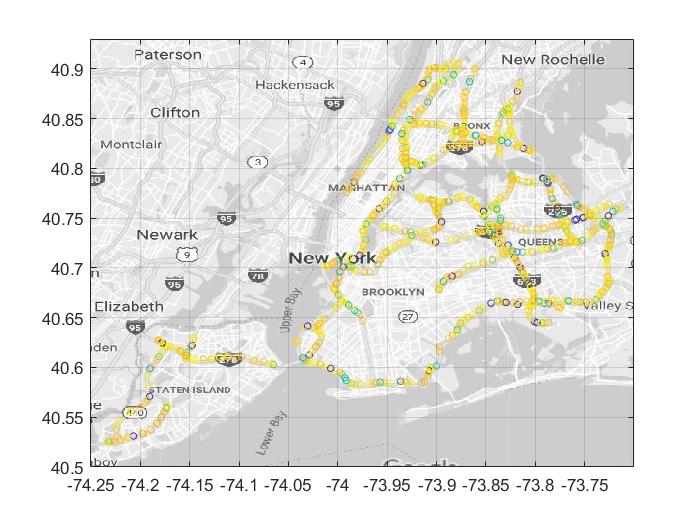 40.9
40.85
40.8
40.75
40.7
40.65
40.6
40.55
40.5
Paterson
4
New Rochelle
Hackensack
95
Clifton
BRONX
278
Montclair
3
80
MANHATTAN
95
295
Newark
9
QUEENS
New York
95
78
678
BROOKLYN
Elizabeth
27
Valley S
95
Upper Bay
den
278
STATEN ISLAND
440
Lower Bay
boy
Google
-74.25 -74.2 -74.15 -74.1 -74.05 -74 -73.95 -73.9 -73.85 -73.8 -73.75